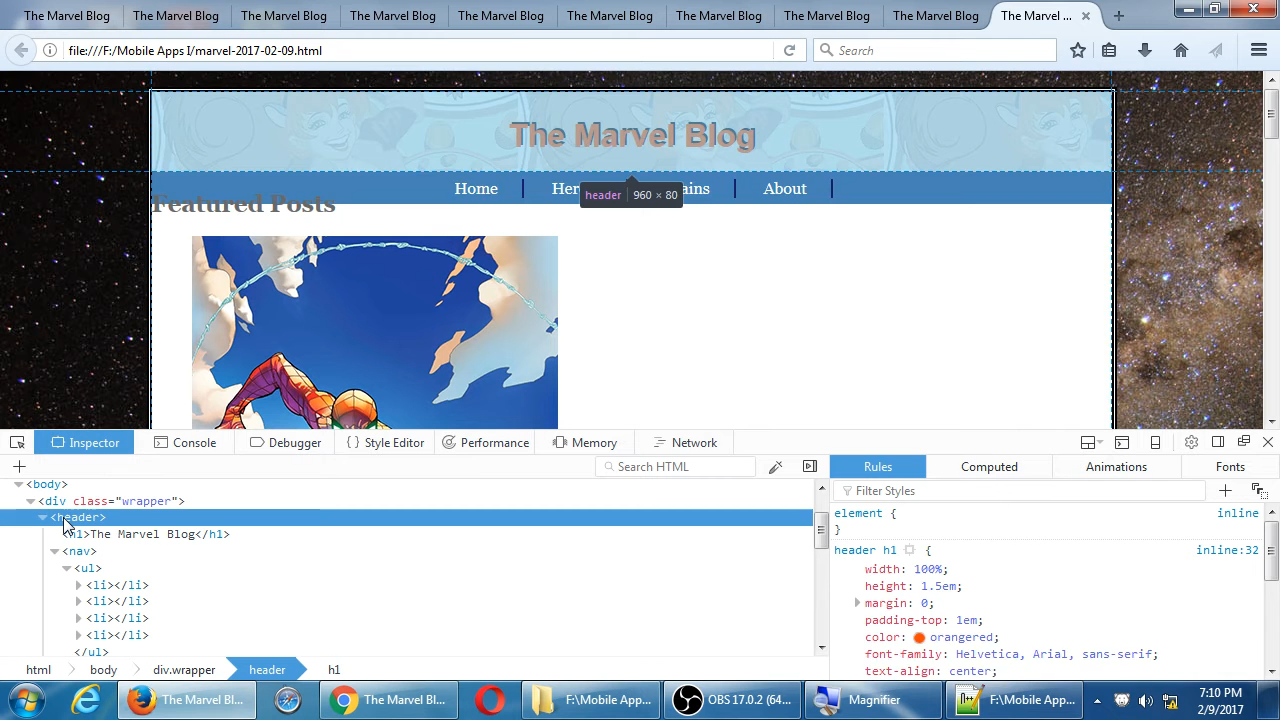 The Marvel Blog The Marvel Blog The Marvel Blog The Marvel Blog The Marvel Blog The Marvel Blog The Marvel Blog The Marvel Blog The Marvel Blog The Marvel ...
file:///F:/Mobile Apps I/marvel-2017-02-09.html Search
The Marvel Blog
Home Her ains About
header 960 × 80
Featured Posts
Inspector Console Debugger Style Editor Performance Memory Network
Search HTML Rules Computed Animations Fonts
<body> Filter Styles
<div class="wrapper">
<header> element { inline
}
<h1>The Marvel Blog</h1>
<nav> header h1 { inline:32
<ul> width: 100%;
<li></li> height: 1.5em;
<li></li> margin: 0;
<li></li> padding-top: 1em;
<li></li> color: orangered;
</ul> font-family: Helvetica, Arial, sans-serif;
html body div.wrapper header h1 text-align: center;
The Marvel Bl... The Marvel Bl... F:\Mobile App... OBS 17.0.2 (64... Magnifier F:\Mobile App... 7:10 PM
2/9/2017